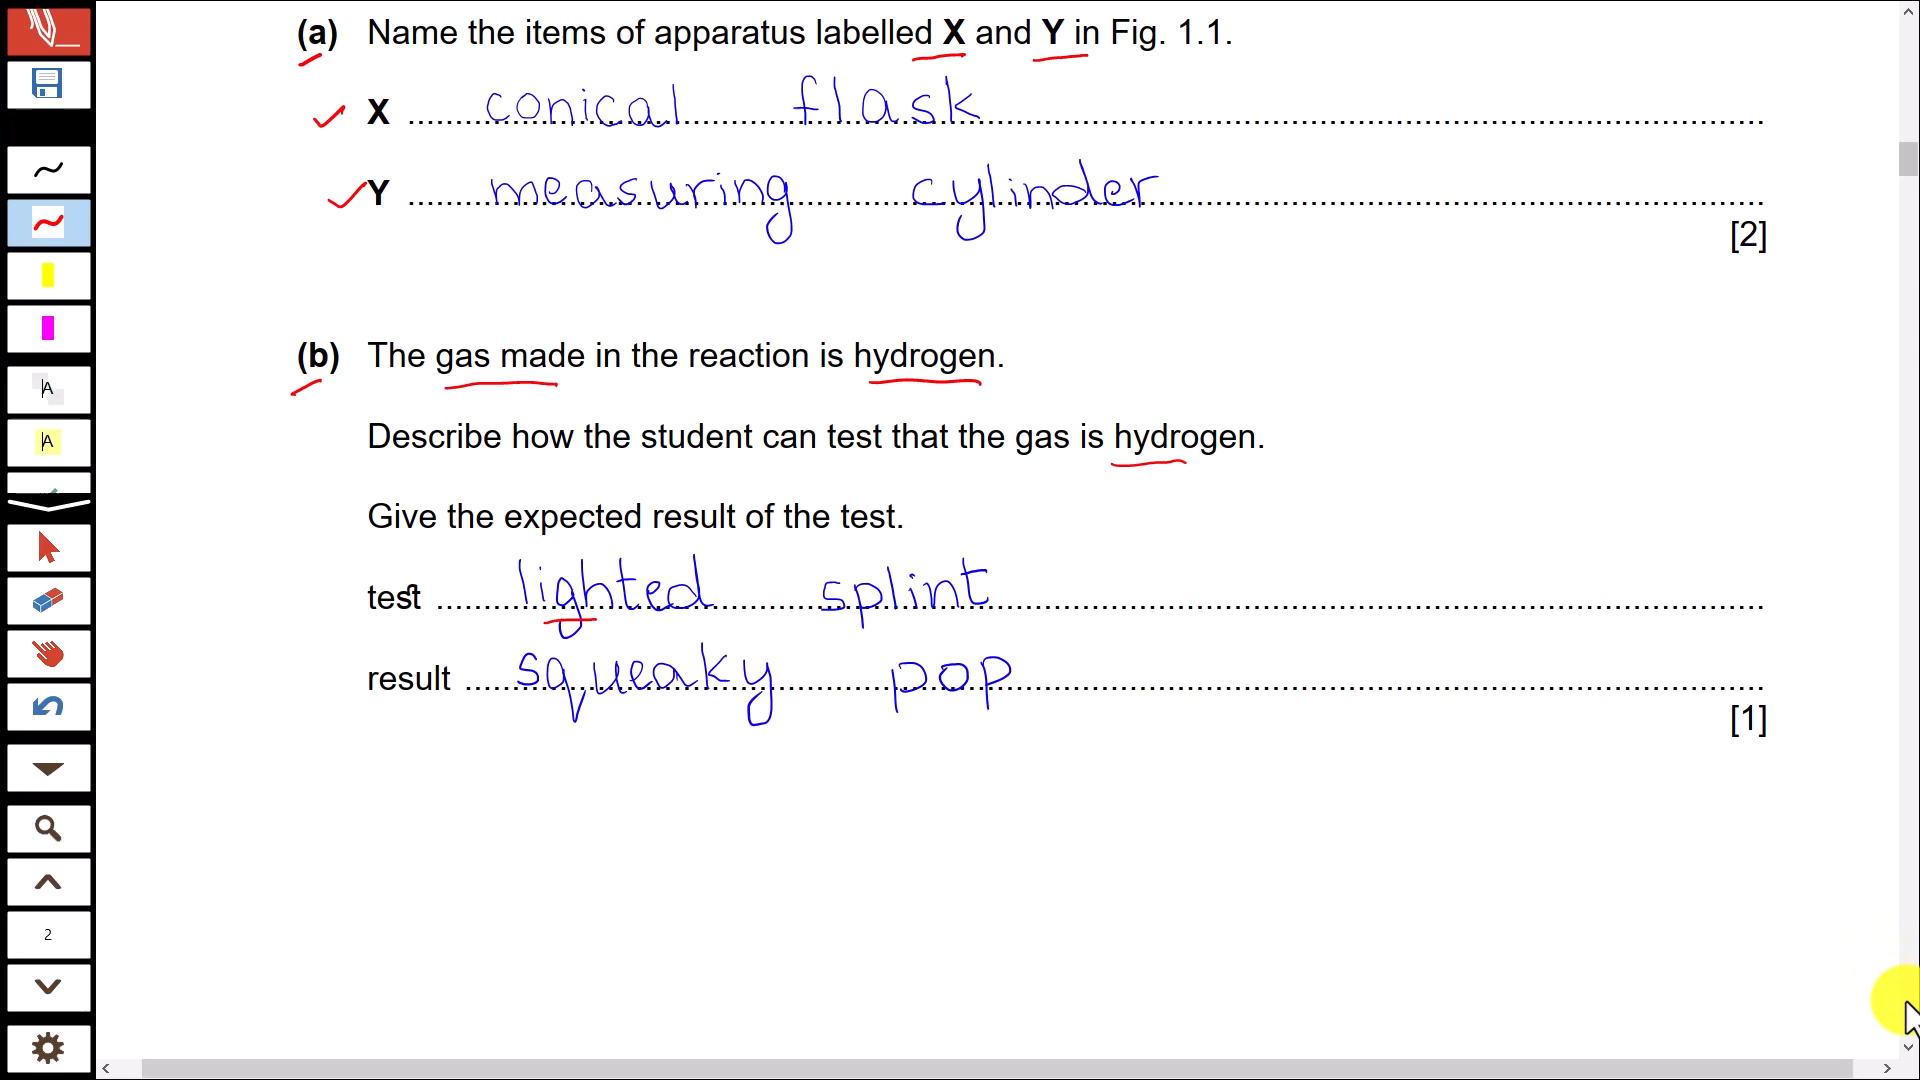 (a) Name the items of apparatus labelled X and Y in Fig. 1.1.
X conical flask
Y measuring cylinder
[2]
(b) The gas made in the reaction is hydrogen.
Describe how the student can test that the gas is hydrogen.
Give the expected result of the test.
test lighted splint
result squeaky pop
[1]
A
A
2